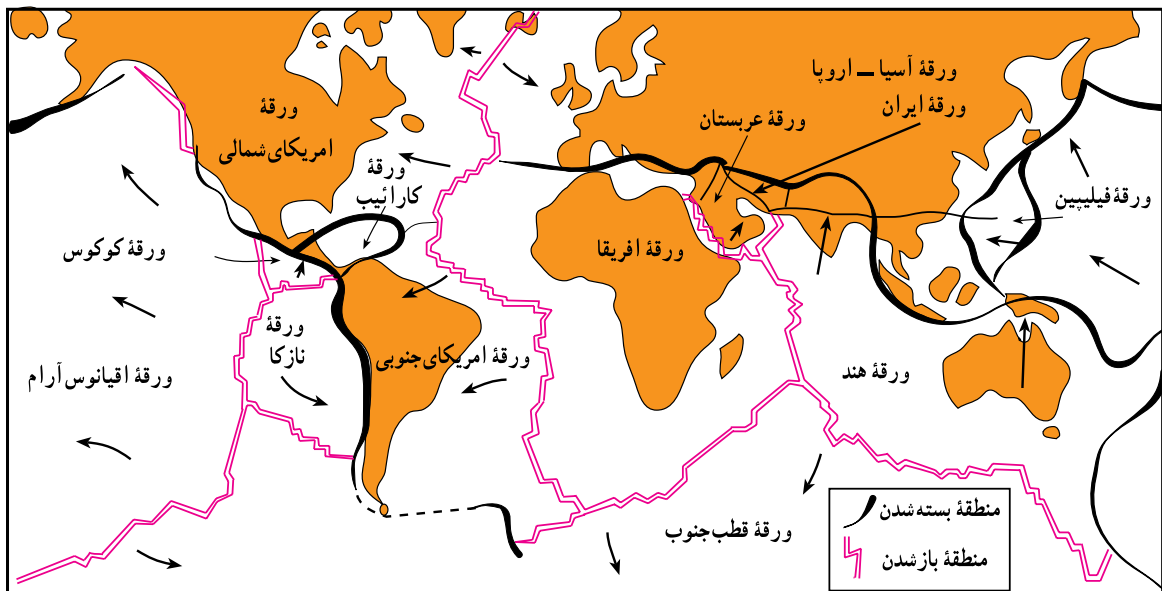 ورقهٔ آسیا – اروپا
ورقهٔ ایران
ورقهٔ عربستان
ورقهٔ
امریکای‌شمالی
ورقهٔ
کارائیب
ورقهٔ فیلیپین
ورقهٔ کوکوس
ورقهٔ افریقا
ورقهٔ
نازکا
ورقهٔ امریکای‌جنوبی
ورقهٔ هند
ورقهٔ اقیانوس‌آرام
ورقهٔ قطب‌جنوب
منطقهٔ بسته‌شدن
منطقهٔ بازشدن